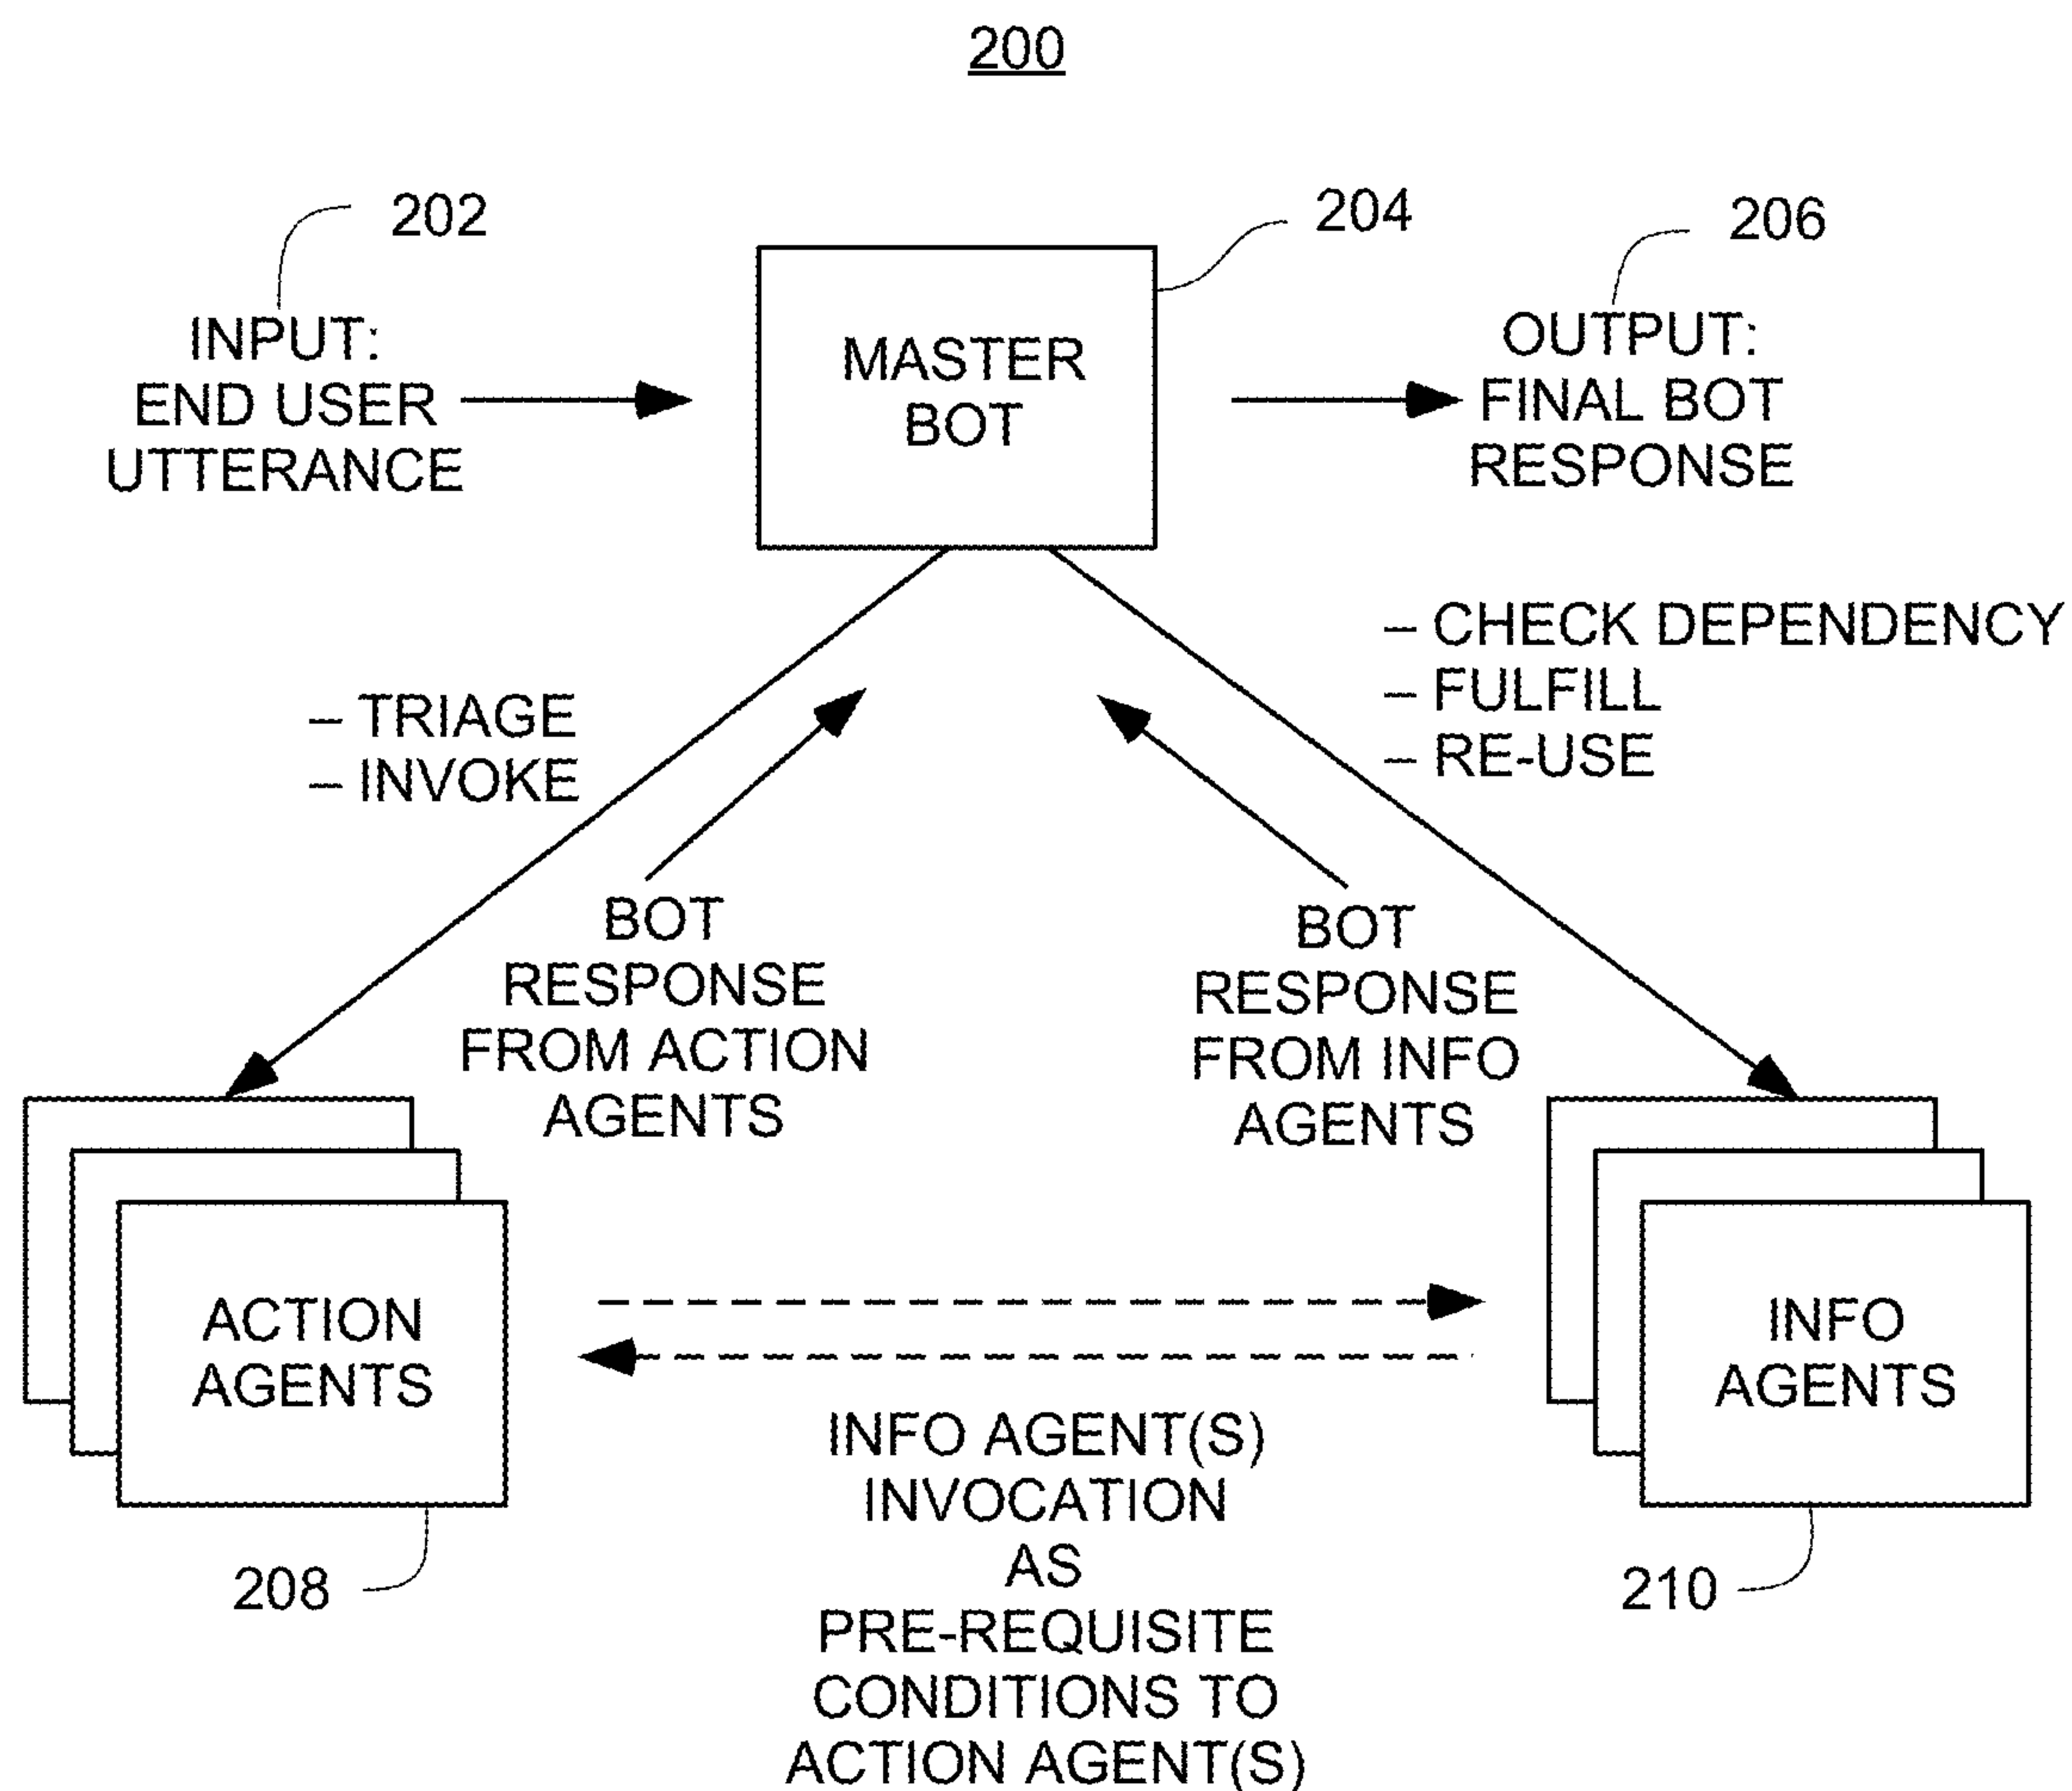 200
202
204
206
INPUT:
END USER
UTTERANCE
MASTER
BOT
OUTPUT:
FINAL BOT
RESPONSE
– TRIAGE
– INVOKE
– CHECK DEPENDENCY
– FULFILL
– RE-USE
BOT
RESPONSE
FROM ACTION
AGENTS
BOT
RESPONSE
FROM INFO
AGENTS
ACTION
AGENTS
INFO
AGENTS
INFO AGENT(S)
INVOCATION
AS
PRE-REQUISITE
CONDITIONS TO
ACTION AGENT(S)
208
210